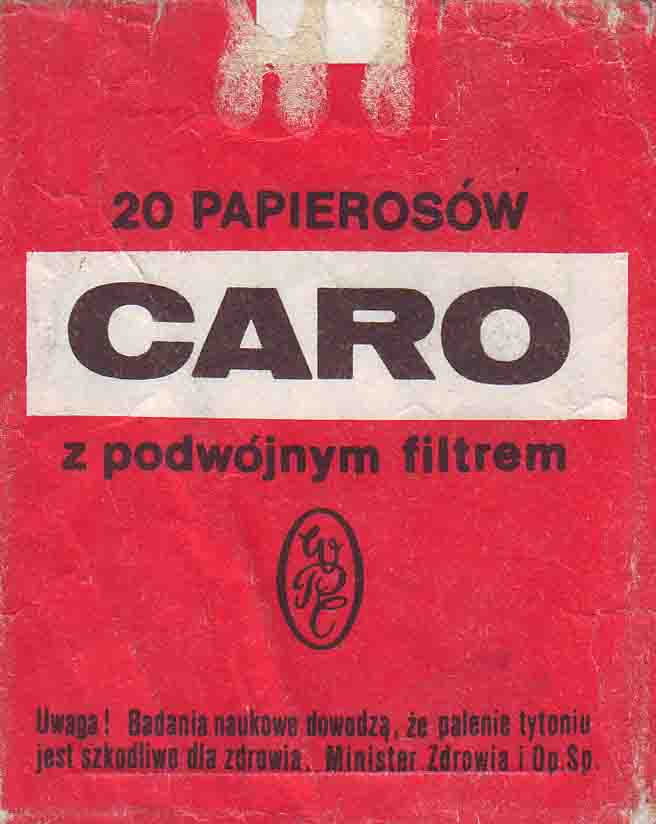 20 PAPIEROSÓW
CARO
z podwójnym filtrem
WPC
Uwaga! Badania naukowe dowodzą, że palenie tytoniu
jest szkodliwe dla zdrowia. Minister Zdrowia i Op.Sp.